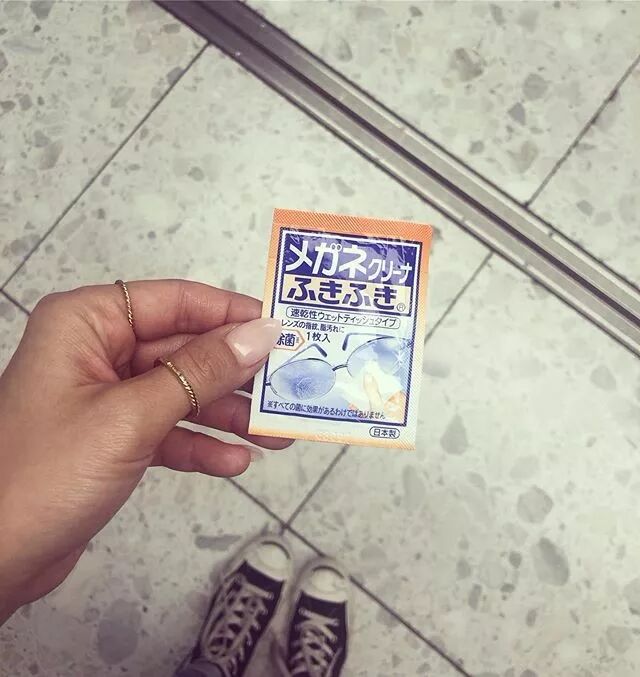 メガネクリーナ
ふきふき®
速乾性ウェットティッシュタイプ
レンズの指紋、脂汚れに
除菌
1枚入
※すべての菌に効果があるわけではありません。
日本製